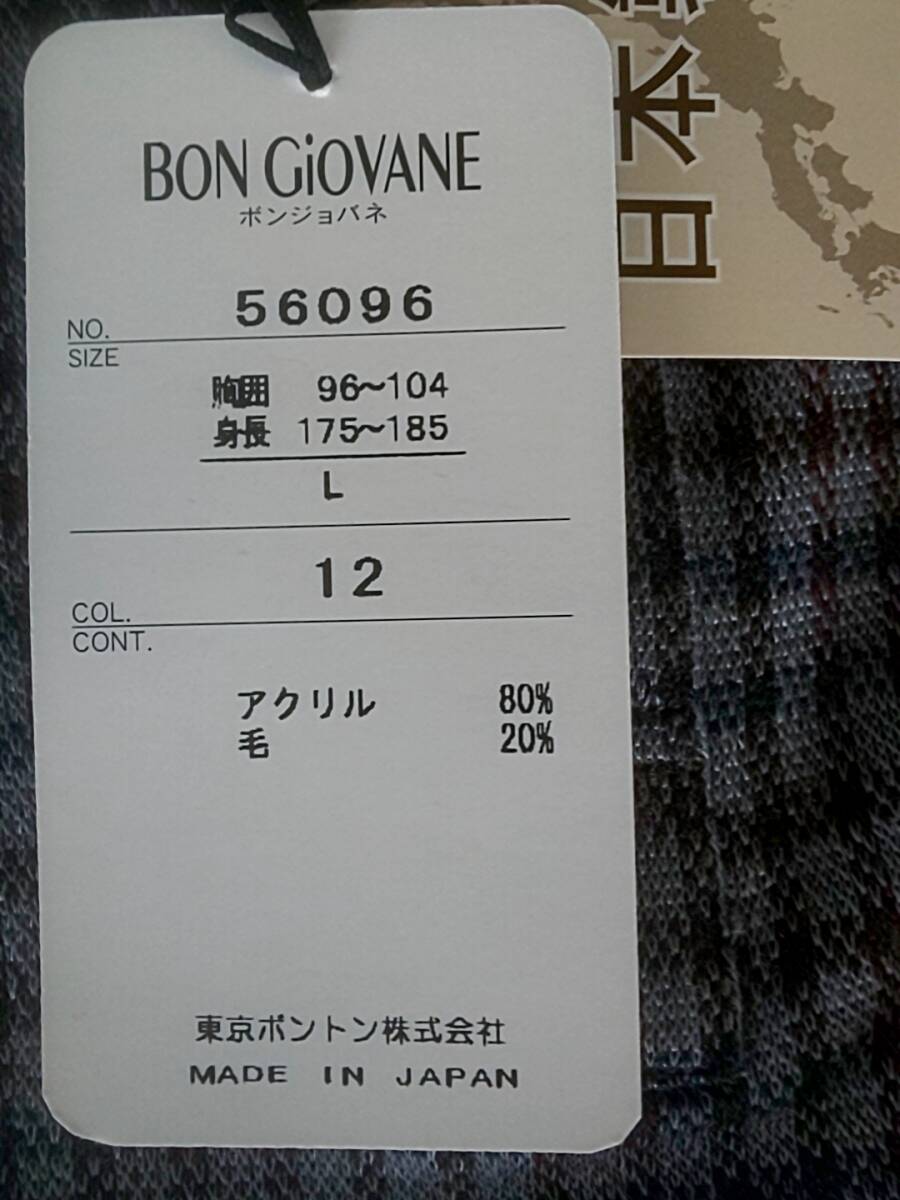 BON GiOVANE
ボンジョバネ
NO. 56096
SIZE
胸囲 96～104
身長 175～185
L
COL. 12
CONT.
アクリル 80%
毛 20%
東京ボントン株式会社
MADE IN JAPAN
日本